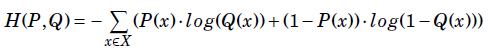 H(P,Q) = − ∑x∈X (P(x)·log(Q(x)) + (1−P(x))·log(1−Q(x)))